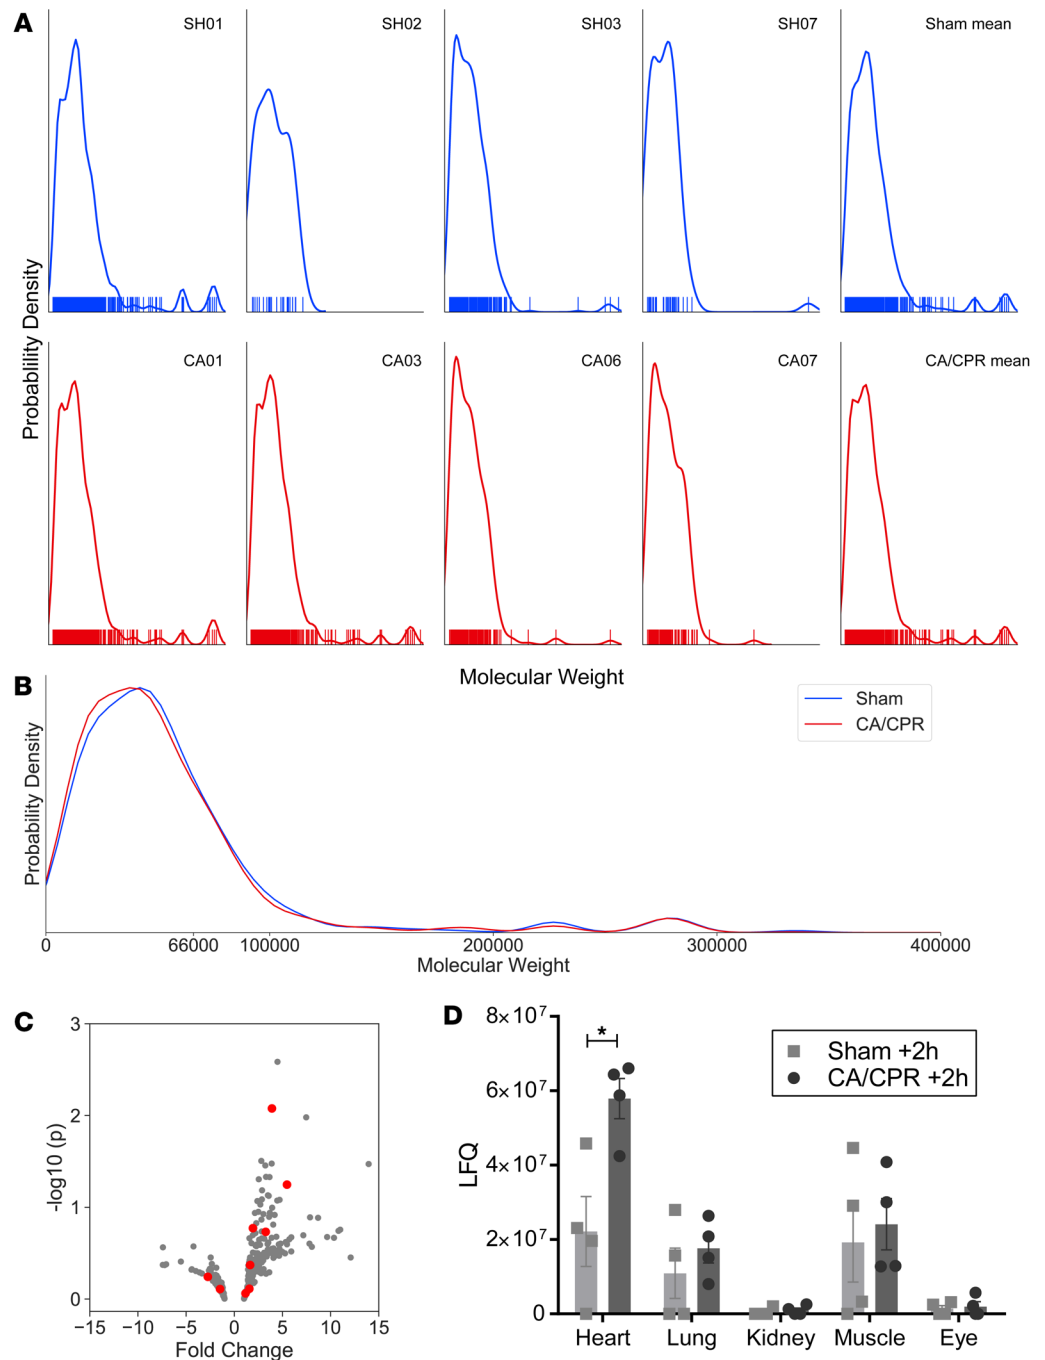 A
SH01
SH02
SH03
SH07
Sham mean
CA01
CA03
CA06
CA07
CA/CPR mean
Probablility Density
Molecular Weight
B
Sham
CA/CPR
Probability Density
0
66000
100000
200000
300000
400000
Molecular Weight
C
3
2
1
0
-log10 (p)
−15
−10
−5
0
5
10
15
Fold Change
D
8×10⁷
6×10⁷
4×10⁷
2×10⁷
0
LFQ
*
Sham +2h
CA/CPR +2h
Heart
Lung
Kidney
Muscle
Eye